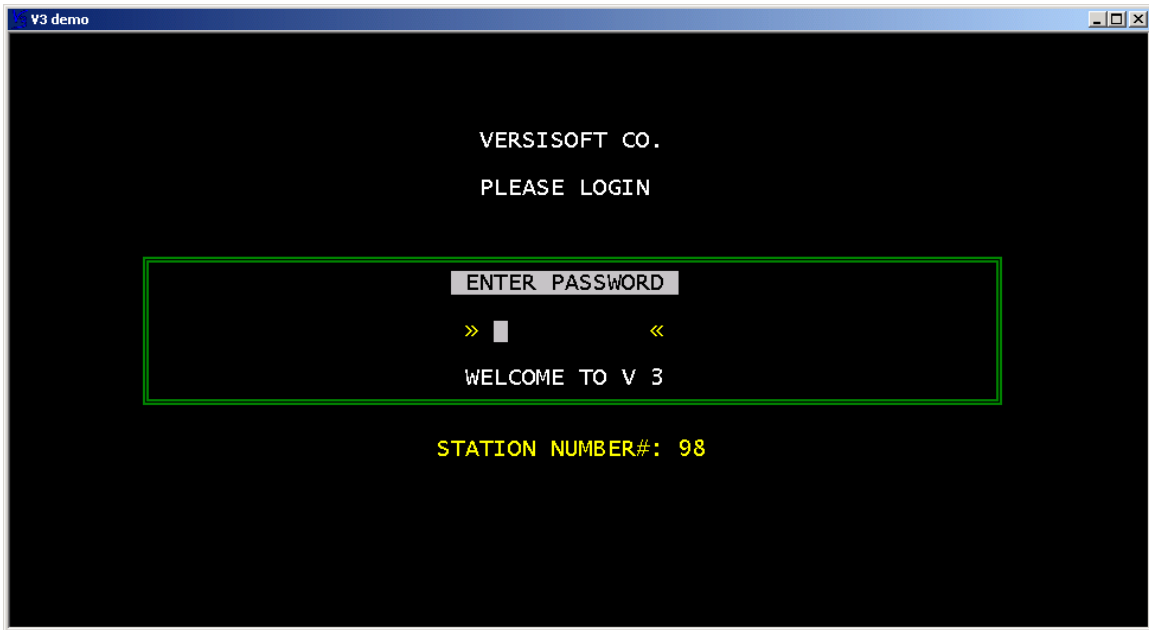 V3 demo
VERSISOFT CO.
PLEASE LOGIN
ENTER PASSWORD
» «
WELCOME TO V 3
STATION NUMBER#: 98